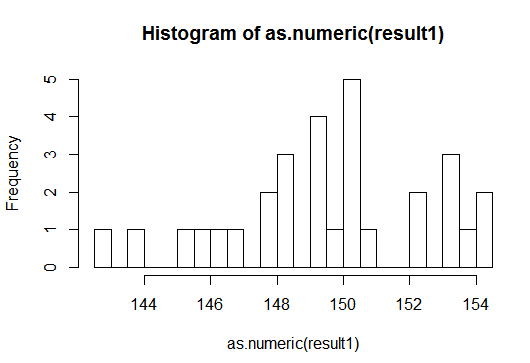 Histogram of as.numeric(result1)
Frequency
5
4
3
2
1
0
144 146 148 150 152 154
as.numeric(result1)